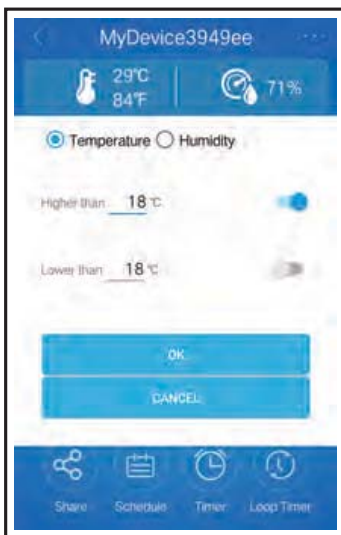 MyDevice3949ee
29°C
84°F
71%
Temperature Humidity
Higher than 18 °C
Lower than 18 °C
OK
CANCEL
Share Schedule Timer Loop Timer